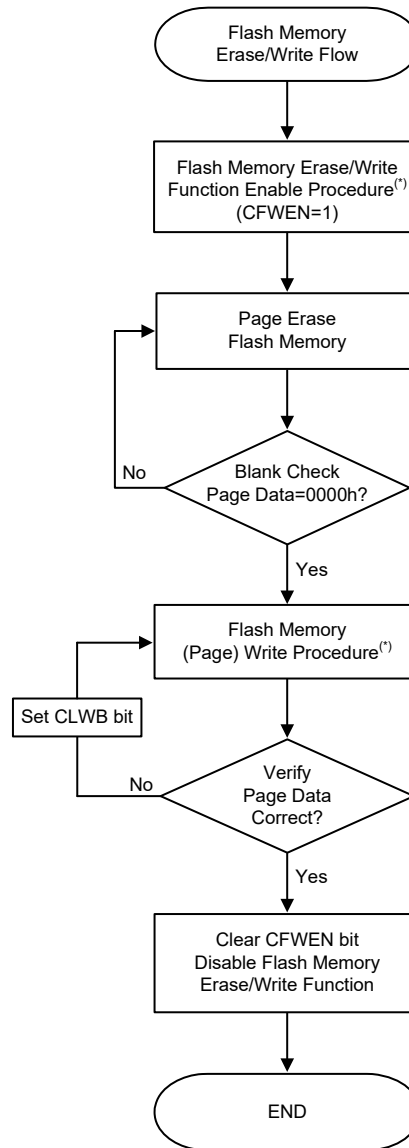 Flash Memory
Erase/Write Flow
Flash Memory Erase/Write
Function Enable Procedure(*)
(CFWEN=1)
Page Erase
Flash Memory
No
Blank Check
Page Data=0000h?
Yes
Flash Memory
(Page) Write Procedure(*)
Set CLWB bit
No
Verify
Page Data
Correct?
Yes
Clear CFWEN bit
Disable Flash Memory
Erase/Write Function
END